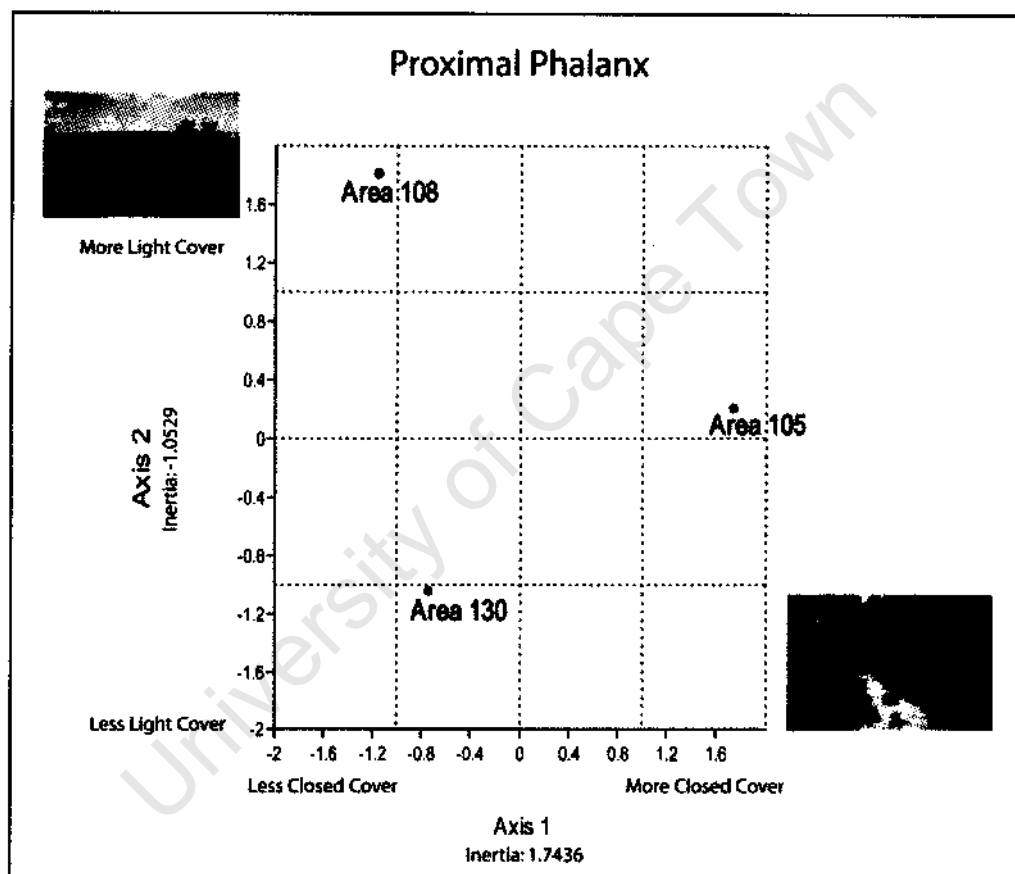 Proximal Phalanx
More Light Cover
Axis 2
Inertia:-1.0529
Less Light Cover
1.6
1.2
0.8
0.4
0
-0.4
-0.8
-1.2
-1.6
-2
Area 108
Area 105
Area 130
-2 -1.6 -1.2 -0.8 -0.4 0 0.4 0.8 1.2 1.6
Less Closed Cover More Closed Cover
Axis 1
Inertia: 1.7436
University of Cape Town